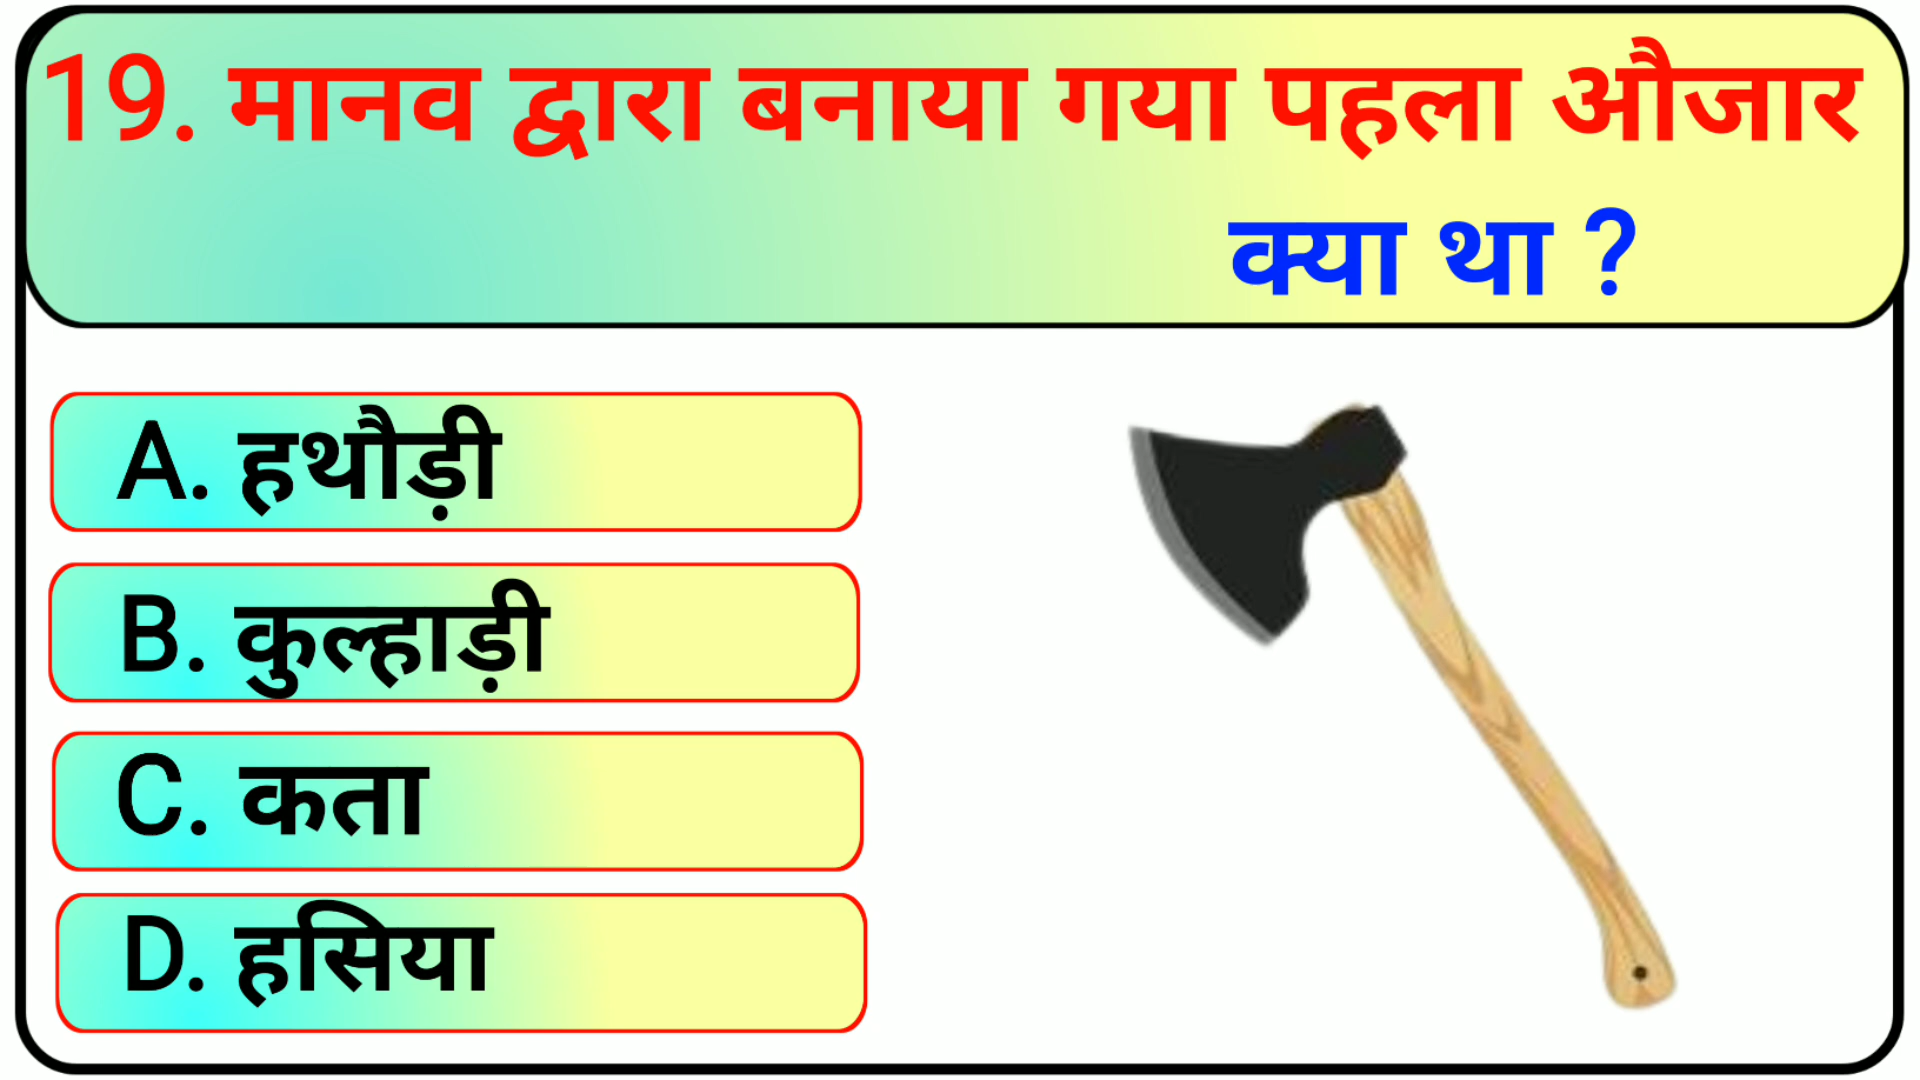 19. मानव द्वारा बनाया गया पहला औजार
क्या था ?
A. हथौड़ी
B. कुल्हाड़ी
C. कता
D. हसिया